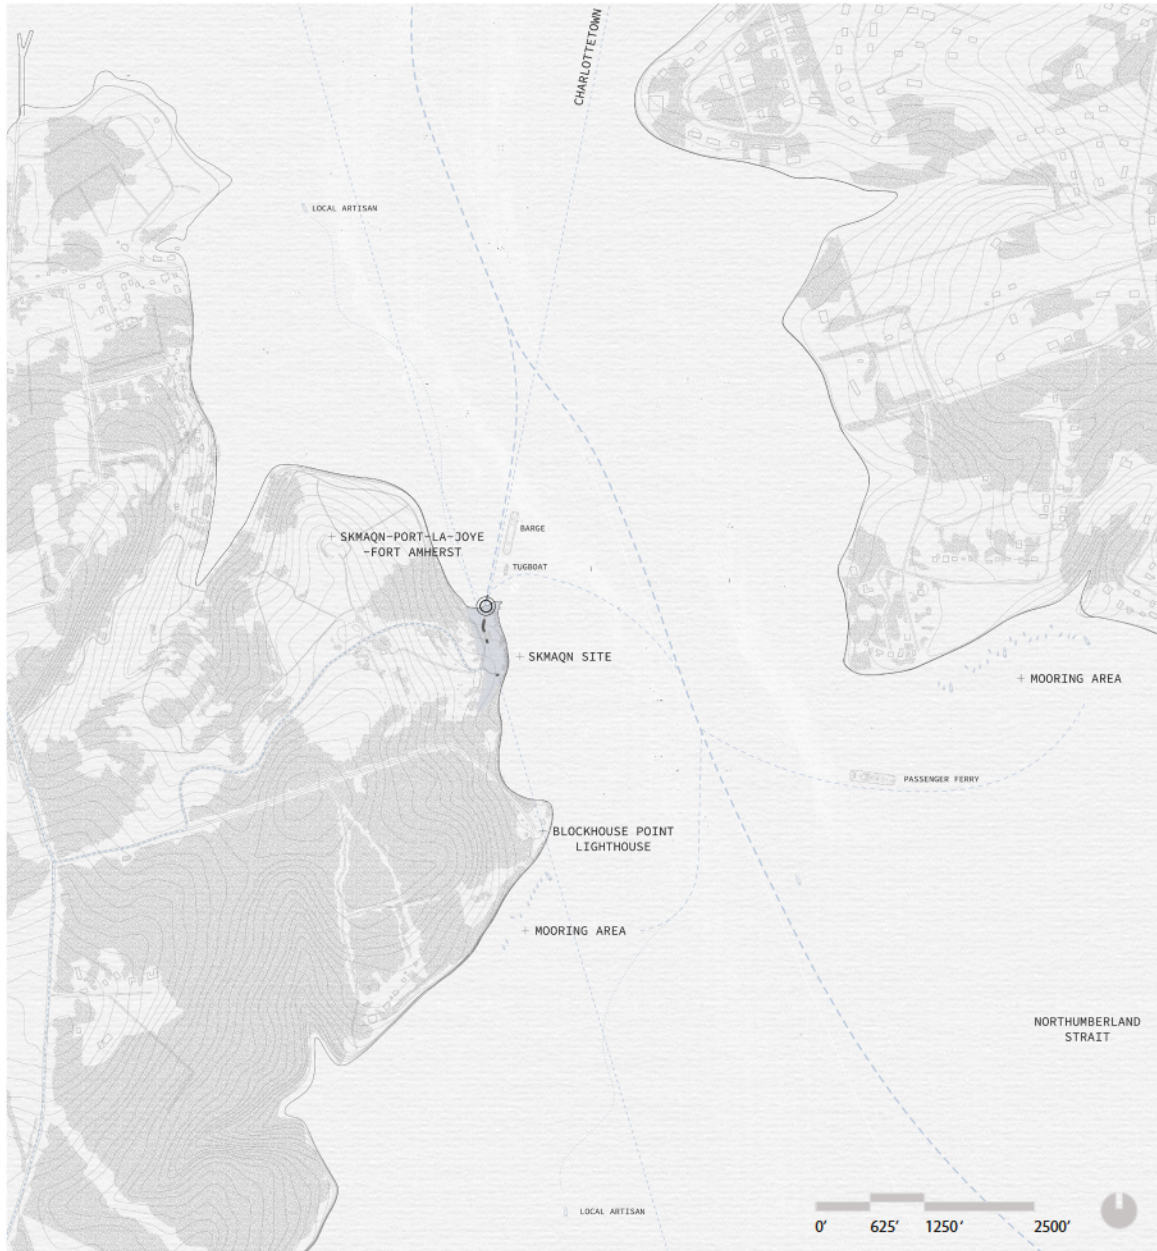 CHARLOTTETOWN
LOCAL ARTISAN
BARGE
SKMAQN-PORT-LA-JOYE
-FORT AMHERST
TUGBOAT
SKMAQN SITE
MOORING AREA
PASSENGER FERRY
BLOCKHOUSE POINT
LIGHTHOUSE
MOORING AREA
NORTHUMBERLAND
STRAIT
LOCAL ARTISAN
0' 625' 1250' 2500'